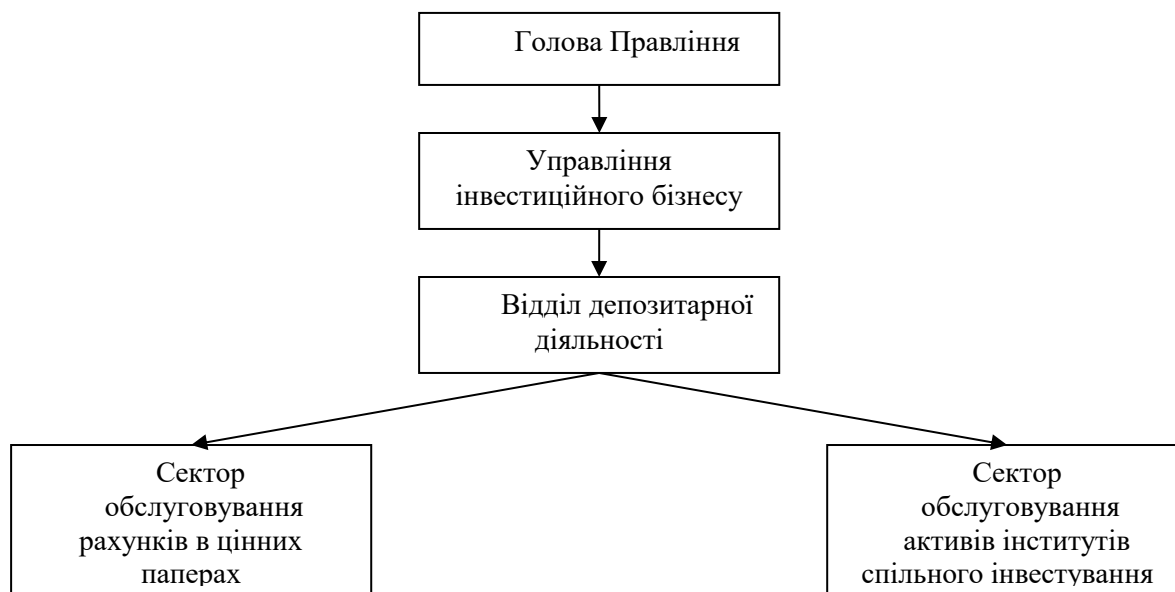 Голова Правління
Управління
інвестиційного бізнесу
Відділ депозитарної
діяльності
Сектор
обслуговування
рахунків в цінних
паперах
Сектор
обслуговування
активів інститутів
спільного інвестування